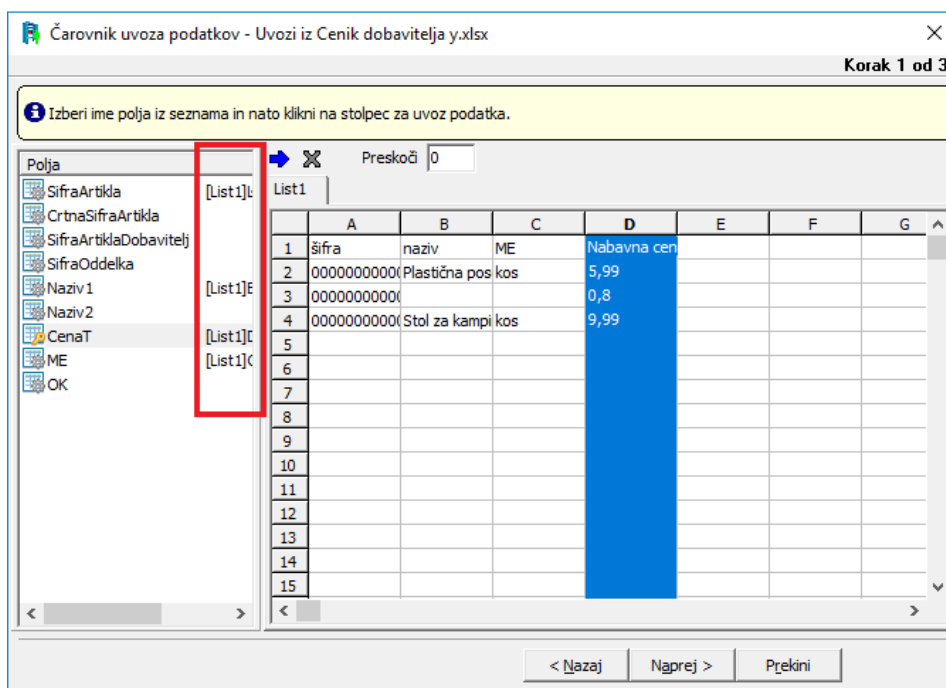 Čarovnik uvoza podatkov - Uvozi iz Cenik dobavitelja y.xlsx
Korak 1 od 3
Izberi ime polja iz seznama in nato klikni na stolpec za uvoz podatka.
Polja
Preskoči 0
List1
SifraArtikla [List1]
CrtnaSifraArtikla
SifraArtiklaDobavitelj
SifraOddelka
Naziv1 [List1]
Naziv2
CenaT [List1]
ME [List1]
OK
A B C D E F G
1 šifra naziv ME Nabavna cen
2 00000000000 Plastična pos kos 5,99
3 00000000000 0,8
4 00000000000 Stol za kampi kos 9,99
5
6
7
8
9
10
11
12
13
14
15
< Nazaj Naprej > Prekini